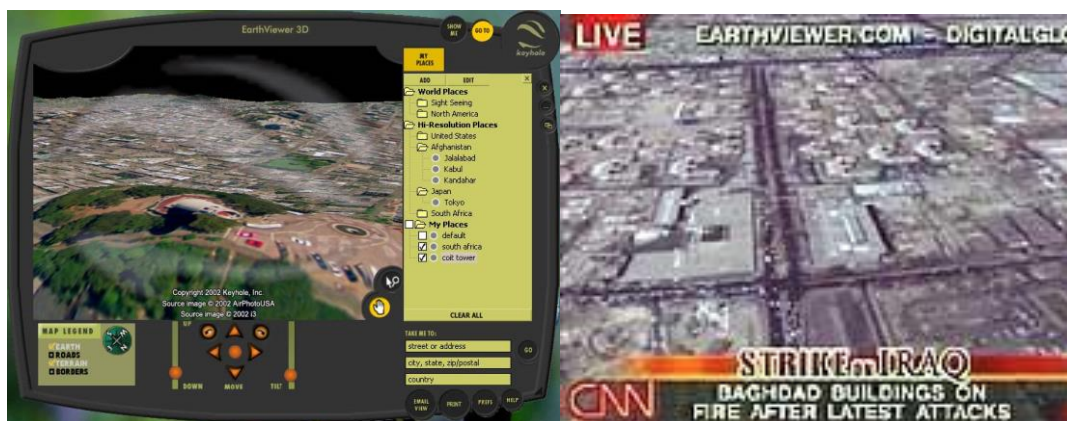 EarthViewer 3D
SHOW ME
GO TO
keyhole
MY PLACES
ADD EDIT
World Places
Sight Seeing
North America
Hi-Resolution Places
United States
Afghanistan
Jalalabad
Kabul
Kandahar
Japan
Tokyo
South Africa
My Places
default
south africa
coit tower
CLEAR ALL
Copyright 2002 Keyhole, Inc
Source image © 2002 AirPhotoUSA
Source image © 2002 i3
MAP LEGEND
EARTH
ROADS
TERRAIN
BORDERS
UP
DOWN MOVE TILT
TAKE ME TO:
street or address
city, state, zip/postal
country
GO
EMAIL VIEW
PRINT
PREFS
HELP
LIVE
EARTHVIEWER.COM – DIGITALGLO
STRIKE on IRAQ
CNN
BAGHDAD BUILDINGS ON
FIRE AFTER LATEST ATTACKS